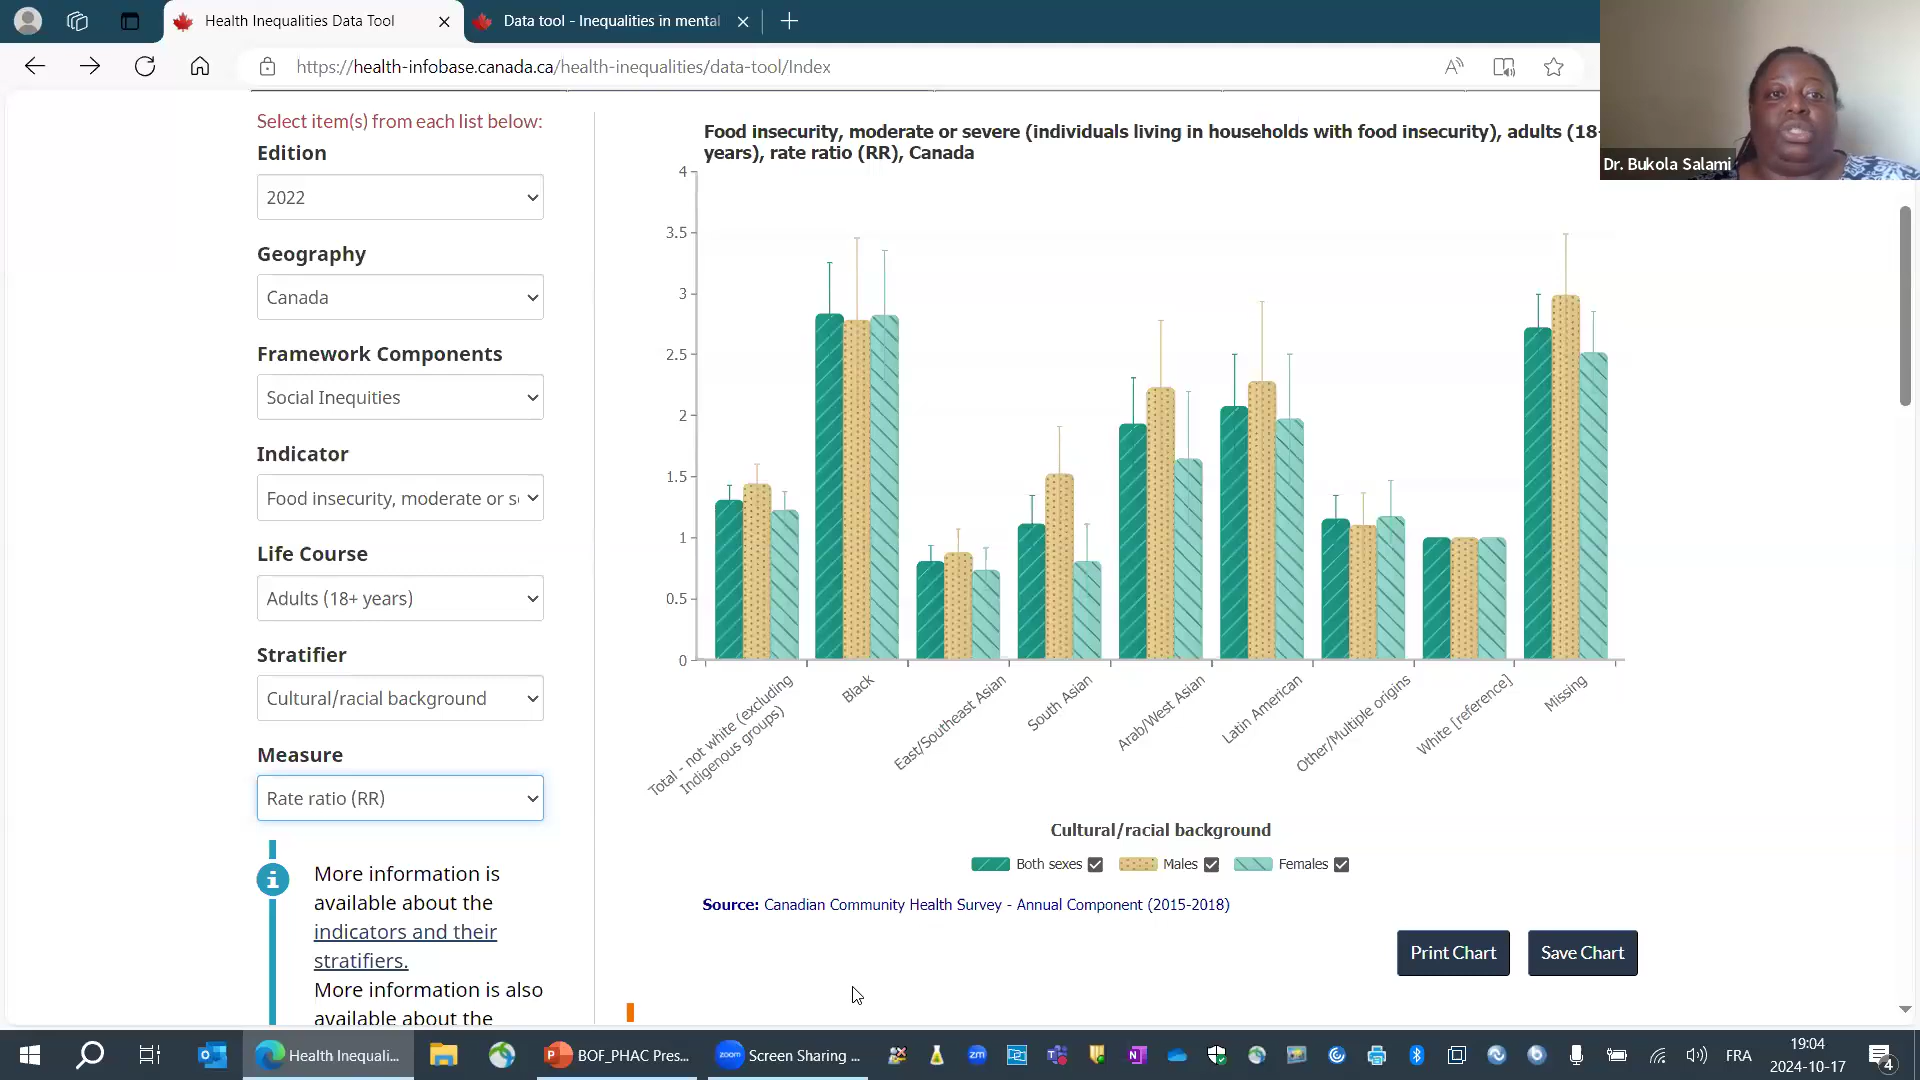 Health Inequalities Data Tool
Data tool - Inequalities in mental
https://health-infobase.canada.ca/health-inequalities/data-tool/Index
Dr. Bukola Salami
Select item(s) from each list below:
Edition
2022
Geography
Canada
Framework Components
Social Inequities
Indicator
Food insecurity, moderate or s
Life Course
Adults (18+ years)
Stratifier
Cultural/racial background
Measure
Rate ratio (RR)
More information is
available about the
indicators and their
stratifiers.
More information is also
available about the
Food insecurity, moderate or severe (individuals living in households with food insecurity), adults (18
years), rate ratio (RR), Canada
4
3.5
3
2.5
2
1.5
1
0.5
0
Total - not white (excluding
Indigenous groups)
Black
East/Southeast Asian
South Asian
Arab/West Asian
Latin American
Other/Multiple origins
White [reference]
Missing
Cultural/racial background
Both sexes
Males
Females
Source: Canadian Community Health Survey - Annual Component (2015-2018)
Print Chart
Save Chart
Health Inequali...
BOF_PHAC Pres...
zoom
Screen Sharing ...
zm
FRA
19:04
2024-10-17
4